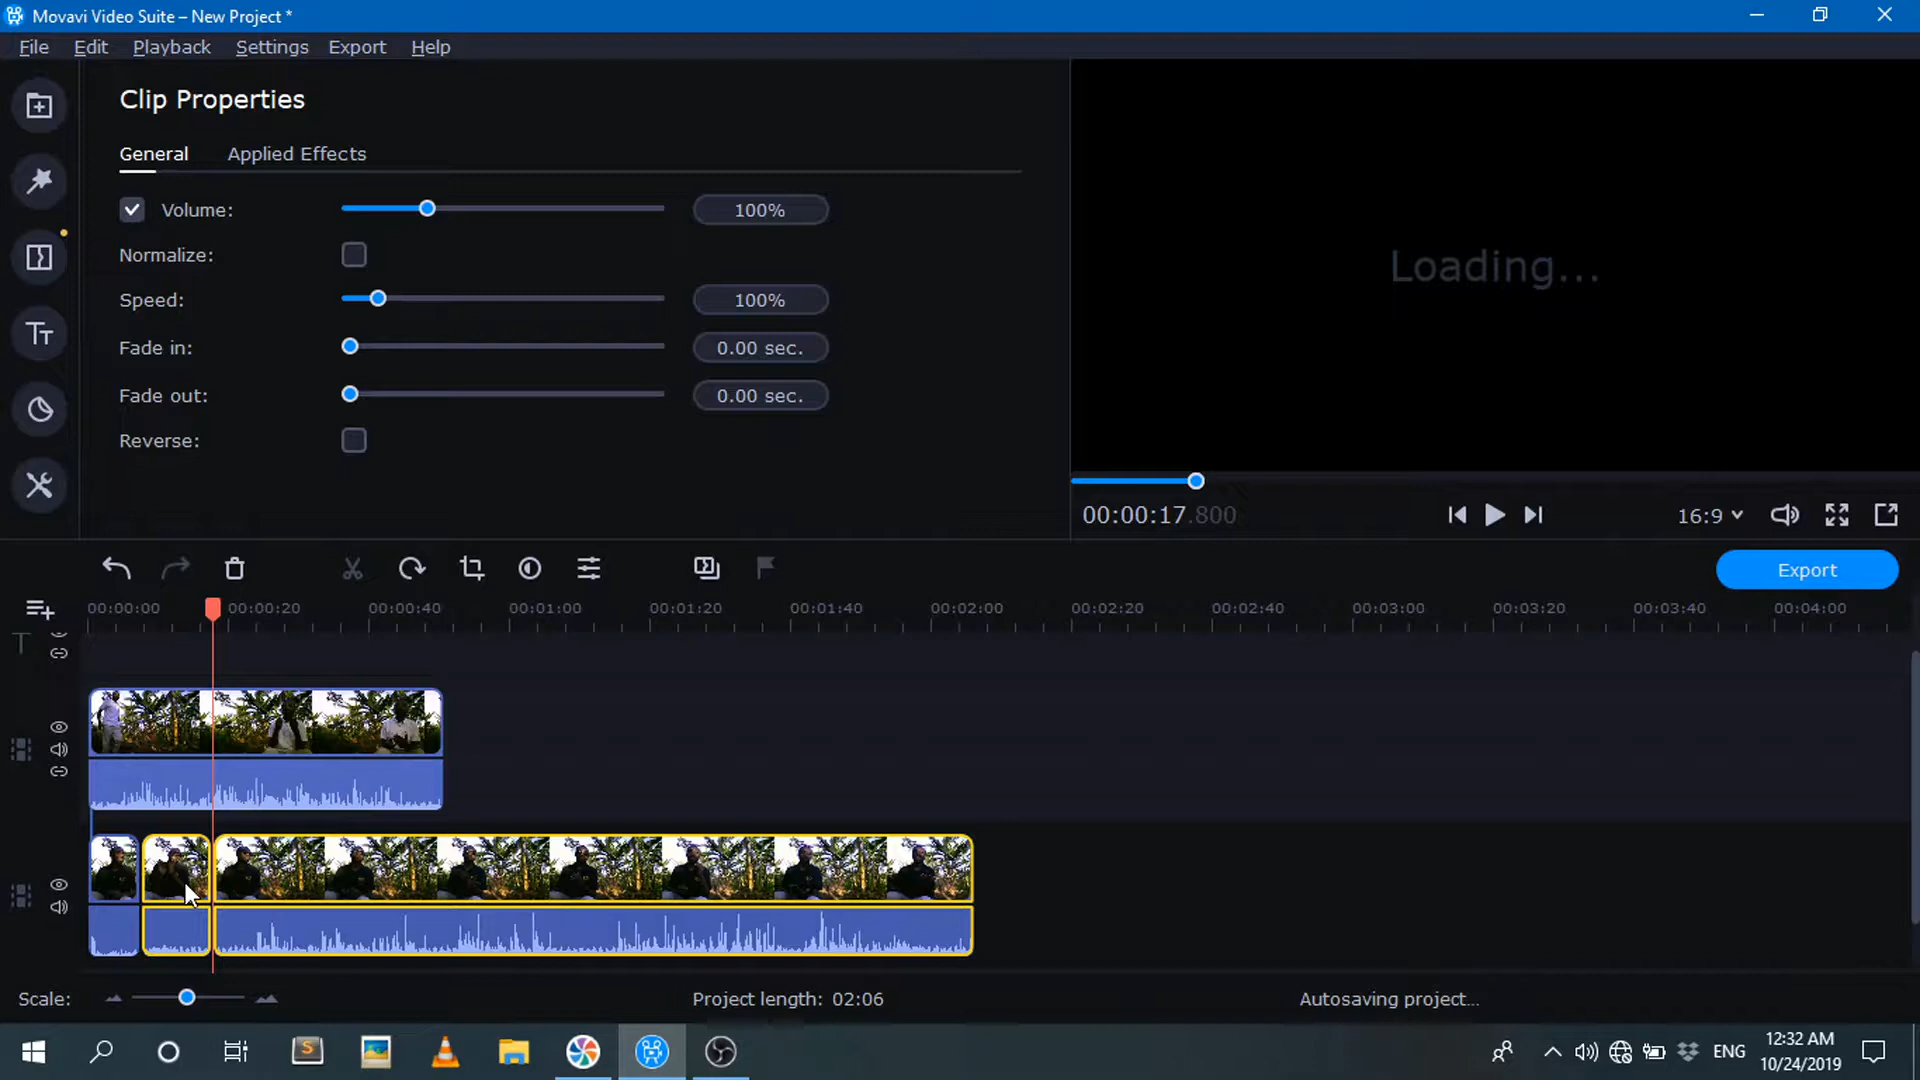 Movavi Video Suite – New Project *
File Edit Playback Settings Export Help
Clip Properties
General Applied Effects
Volume: 100%
Normalize:
Speed: 100%
Fade in: 0.00 sec.
Fade out: 0.00 sec.
Reverse:
Loading...
00:00:17.800
16:9
Export
00:00:00 00:00:20 00:00:40 00:01:00 00:01:20 00:01:40 00:02:00 00:02:20 00:02:40 00:03:00 00:03:20 00:03:40 00:04:00
Scale: Project length: 02:06 Autosaving project...
ENG
12:32 AM
10/24/2019